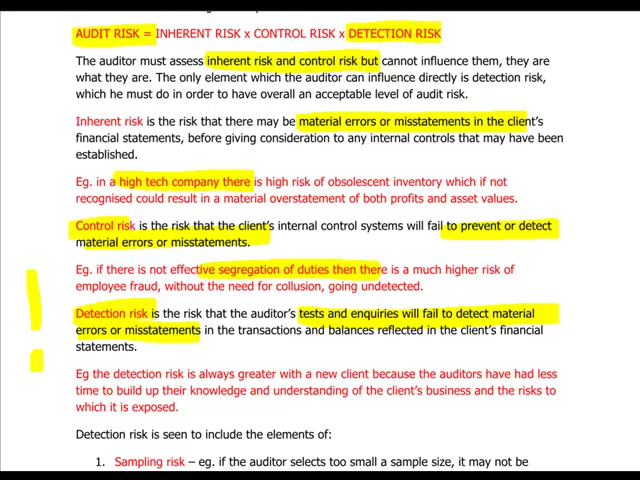 AUDIT RISK = INHERENT RISK x CONTROL RISK x DETECTION RISK
The auditor must assess inherent risk and control risk but cannot influence them, they are
what they are. The only element which the auditor can influence directly is detection risk,
which he must do in order to have overall an acceptable level of audit risk.
Inherent risk is the risk that there may be material errors or misstatements in the client's
financial statements, before giving consideration to any internal controls that may have been
established.
Eg. in a high tech company there is high risk of obsolescent inventory which if not
recognised could result in a material overstatement of both profits and asset values.
Control risk is the risk that the client's internal control systems will fail to prevent or detect
material errors or misstatements.
Eg. if there is not effective segregation of duties then there is a much higher risk of
employee fraud, without the need for collusion, going undetected.
Detection risk is the risk that the auditor's tests and enquiries will fail to detect material
errors or misstatements in the transactions and balances reflected in the client's financial
statements.
Eg the detection risk is always greater with a new client because the auditors have had less
time to build up their knowledge and understanding of the client's business and the risks to
which it is exposed.
Detection risk is seen to include the elements of:
1. Sampling risk – eg. if the auditor selects too small a sample size, it may not be